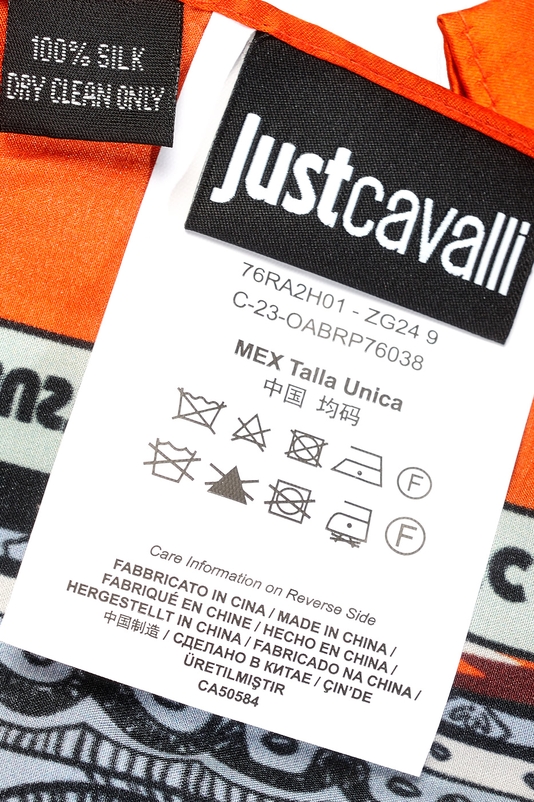 100% SILK
DRY CLEAN ONLY
justcavalli
76RA2H01 - ZG24 9
C-23-OABRP76038
MEX Talla Unica
中国 均码
F
F
Care Information on Reverse Side
FABBRICATO IN CINA / MADE IN CHINA /
FABRIQUÉ EN CHINE / HECHO EN CHINA /
HERGESTELLT IN CHINA / FABRICADO NA CHINA /
中国制造 / СДЕЛАНО В КИТАЕ / ÇIN'DE
ÜRETILMIŞTIR
CA50584